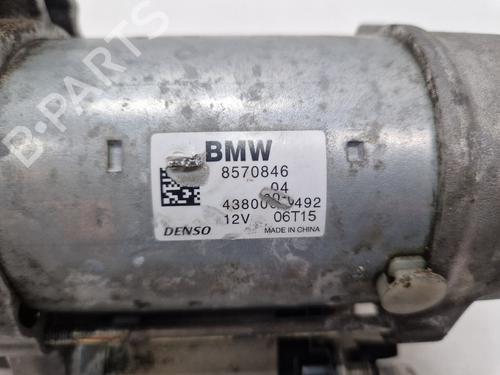 B-PARTS
BMW
8570846
04
12V 06T15
DENSO MADE IN CHINA